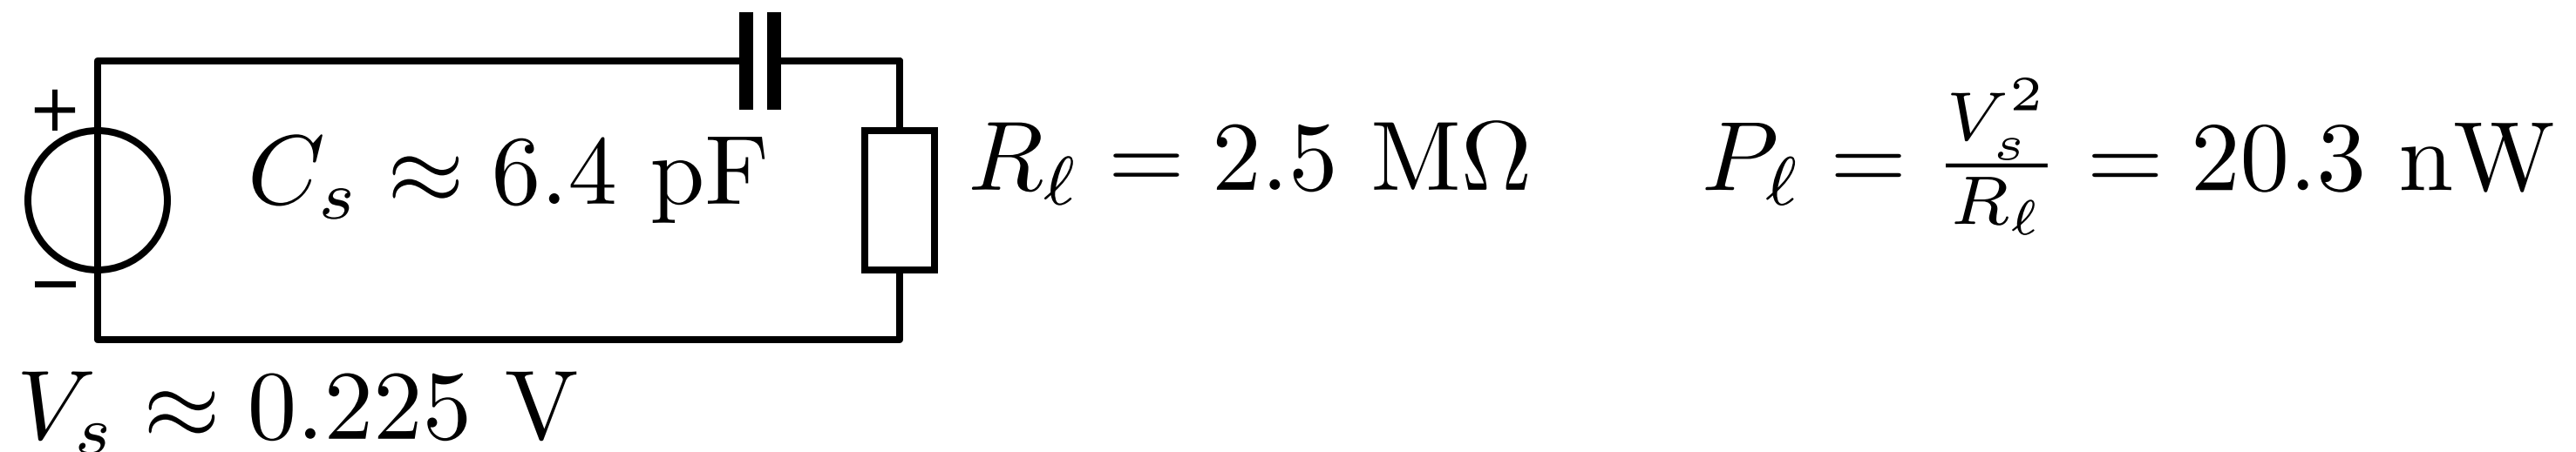 +
C_s ≈ 6.4 pF
R_ℓ = 2.5 MΩ
P_ℓ = V_s^2 / R_ℓ = 20.3 nW
−
V_s ≈ 0.225 V